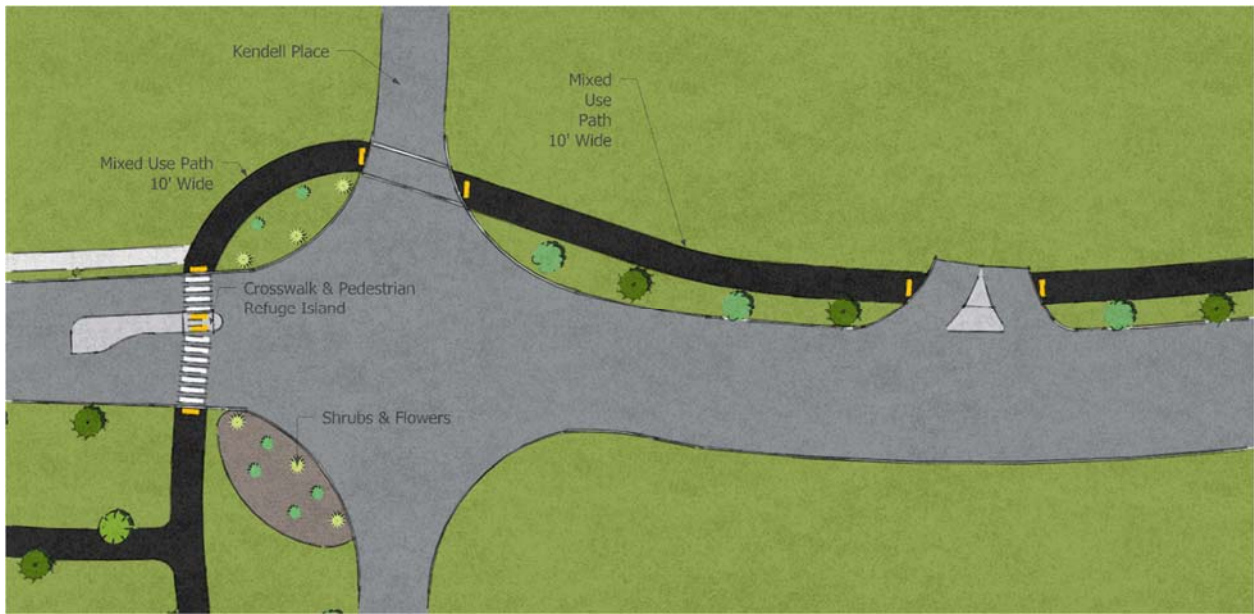 Kendell Place
Mixed
Use
Path
10' Wide
Mixed Use Path
10' Wide
Crosswalk & Pedestrian
Refuge Island
Shrubs & Flowers